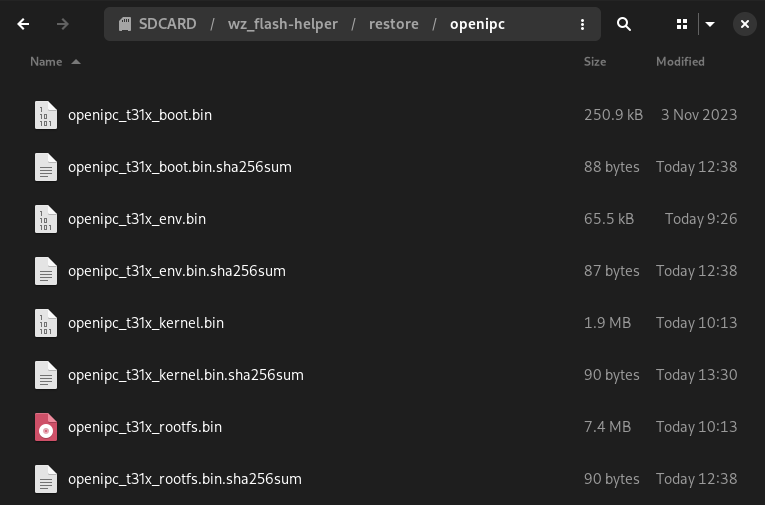 SDCARD / wz_flash-helper / restore / openipc
Name Size Modified
openipc_t31x_boot.bin 250.9 kB 3 Nov 2023
openipc_t31x_boot.bin.sha256sum 88 bytes Today 12:38
openipc_t31x_env.bin 65.5 kB Today 9:26
openipc_t31x_env.bin.sha256sum 87 bytes Today 12:38
openipc_t31x_kernel.bin 1.9 MB Today 10:13
openipc_t31x_kernel.bin.sha256sum 90 bytes Today 13:30
openipc_t31x_rootfs.bin 7.4 MB Today 10:13
openipc_t31x_rootfs.bin.sha256sum 90 bytes Today 12:38